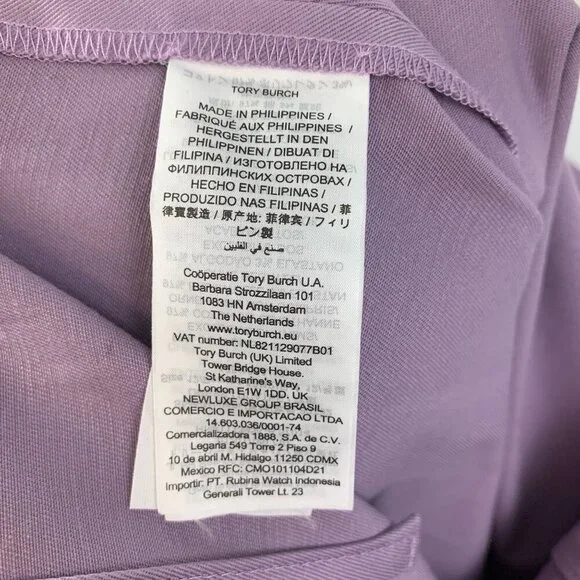 TORY BURCH
MADE IN PHILIPPINES /
FABRIQUÉ AUX PHILIPPINES /
HERGESTELLT IN DEN
PHILIPPINEN / DIBUAT DI
FILIPINA / ИЗГОТОВЛЕНО НА
ФИЛИППИНСКИХ ОСТРОВАХ /
HECHO EN FILIPINAS /
PRODUZIDO NAS FILIPINAS / 菲
律賓製造 / 原产地: 菲律宾 / フィリ
ピン製
صنع في الفلبين
Coöperatie Tory Burch U.A.
Barbara Strozzilaan 101
1083 HN Amsterdam
The Netherlands
www.toryburch.eu
VAT number: NL821129077B01
Tory Burch (UK) Limited
Tower Bridge House.
St Katharine's Way,
London E1W 1DD. UK
NEWLUXE GROUP BRASIL
COMERCIO E IMPORTACAO LTDA
14.603.036/0001-74
Comercializadora 1888, S.A. de C.V.
Legaria 549 Torre 2 Piso 9
10 de abril M. Hidalgo 11250 CDMX
Mexico RFC: CMO101104D21
Importir: PT. Rubina Watch Indonesia
Generali Tower Lt. 23